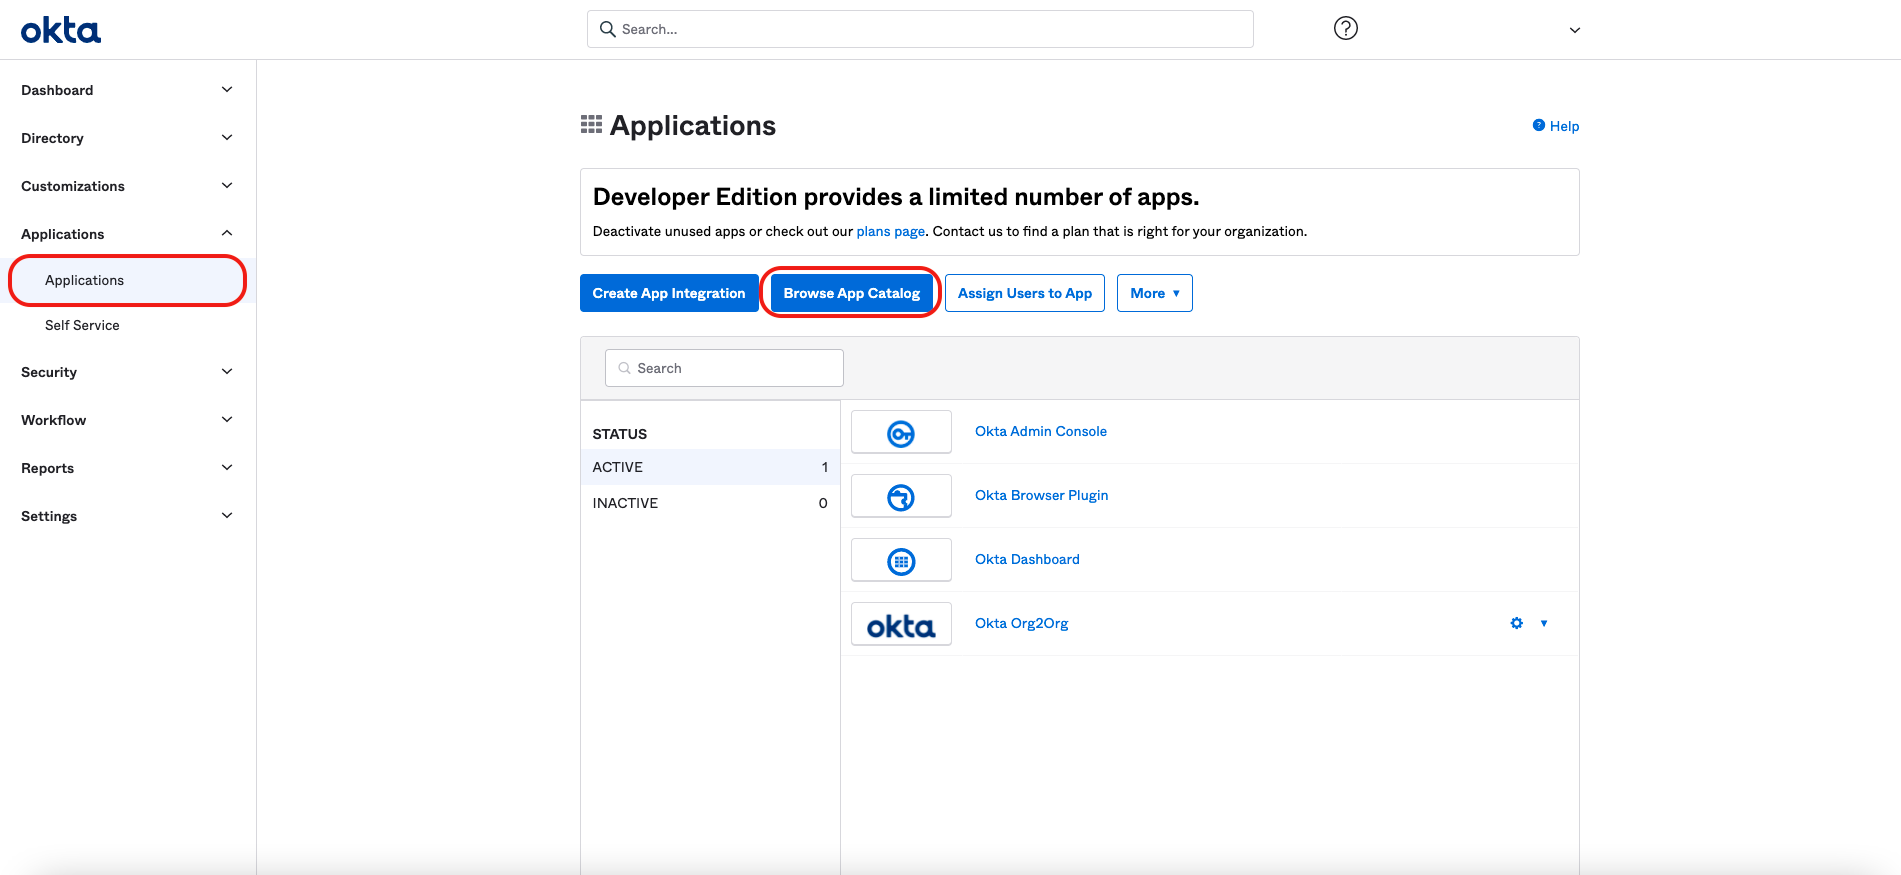 okta
Search...
Dashboard
Directory
Customizations
Applications
Applications
Self Service
Security
Workflow
Reports
Settings
Applications
Help
Developer Edition provides a limited number of apps.
Deactivate unused apps or check out our plans page. Contact us to find a plan that is right for your organization.
Create App Integration
Browse App Catalog
Assign Users to App
More
Search
STATUS
ACTIVE 1
INACTIVE 0
Okta Admin Console
Okta Browser Plugin
Okta Dashboard
okta Okta Org2Org